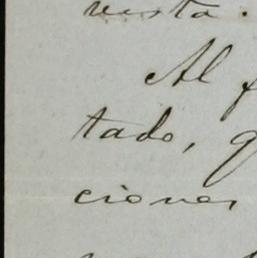 vista.
Al f
tado, q
ciones